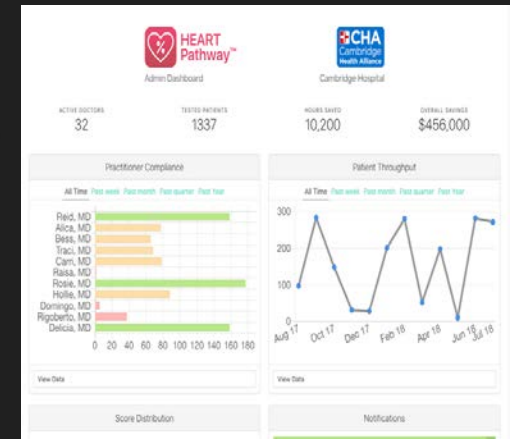 HEART
Pathway™
Admin Dashboard
CHA
Cambridge
Health Alliance
Cambridge Hospital
ACTIVE DOCTORS
32
TESTED PATIENTS
1337
HOURS SAVED
10,200
OVERALL SAVINGS
$456,000
Practitioner Compliance
All Time Past week Past month Past quarter Past Year
Reid, MD
Alica, MD
Bess, MD
Traci, MD
Cami, MD
Raisa, MD
Rosie, MD
Hollie, MD
Domingo, MD
Rigoberto, MD
Delicia, MD
0 20 40 60 80 100 120 140 160 180
View Data
Patient Throughput
All Time Past week Past month Past quarter Past Year
300
200
100
0
Aug 17 Oct 17 Dec 17 Feb 18 Apr 18 Jun 18 Jul 18
View Data
Score Distribution
Notifications